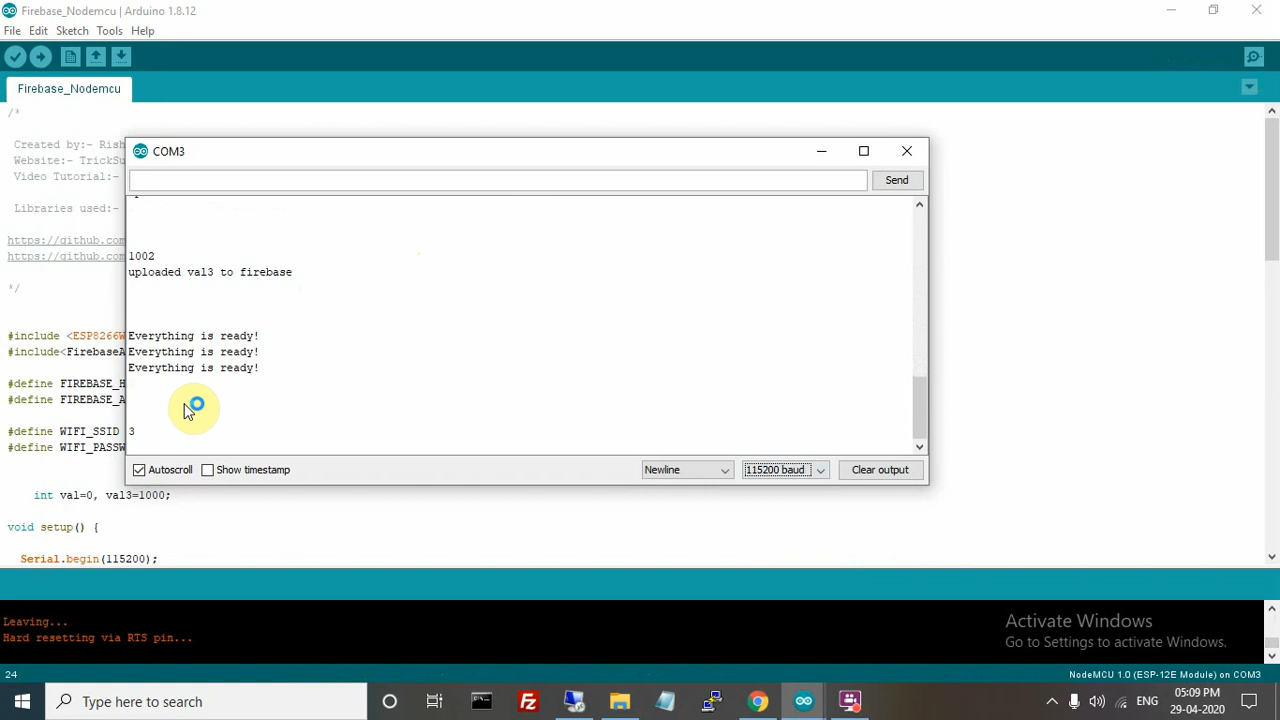 Firebase_Nodemcu | Arduino 1.8.12
File Edit Sketch Tools Help
Firebase_Nodemcu
/*
Created by:- Rish
Website:- TrickSu
Video Tutorial:-
Libraries used:-
https://github.com
https://github.com
*/
#include <ESP8266W
#include<FirebaseA
#define FIREBASE_H
#define FIREBASE_A
#define WIFI_SSID
#define WIFI_PASSW
int val=0, val3=1000;
void setup() {
Serial.begin(115200);
COM3
Send
1002
uploaded val3 to firebase
Everything is ready!
Everything is ready!
Everything is ready!
3
Autoscroll Show timestamp Newline 115200 baud Clear output
Leaving...
Hard resetting via RTS pin...
Activate Windows
Go to Settings to activate Windows.
24 NodeMCU 1.0 (ESP-12E Module) on COM3
Type here to search
ENG
05:09 PM
29-04-2020